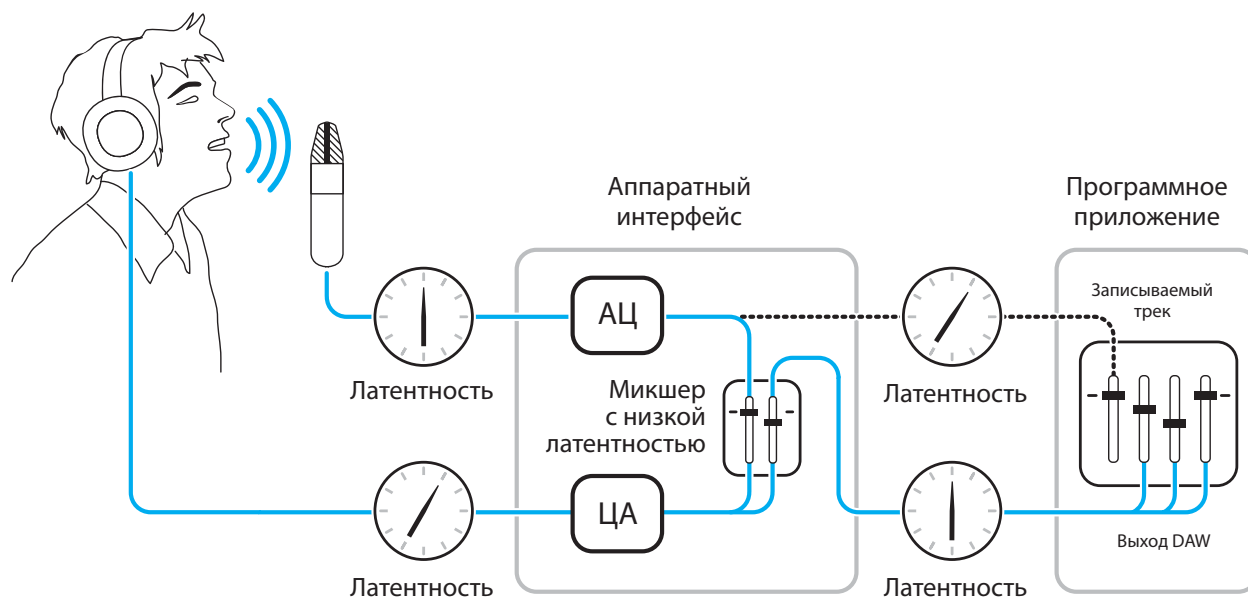 Аппаратный
интерфейс
Программное
приложение
Записываемый
трек
АЦ
Латентность
Микшер
с низкой
латентностью
Латентность
ЦА
Выход DAW
Латентность
Латентность